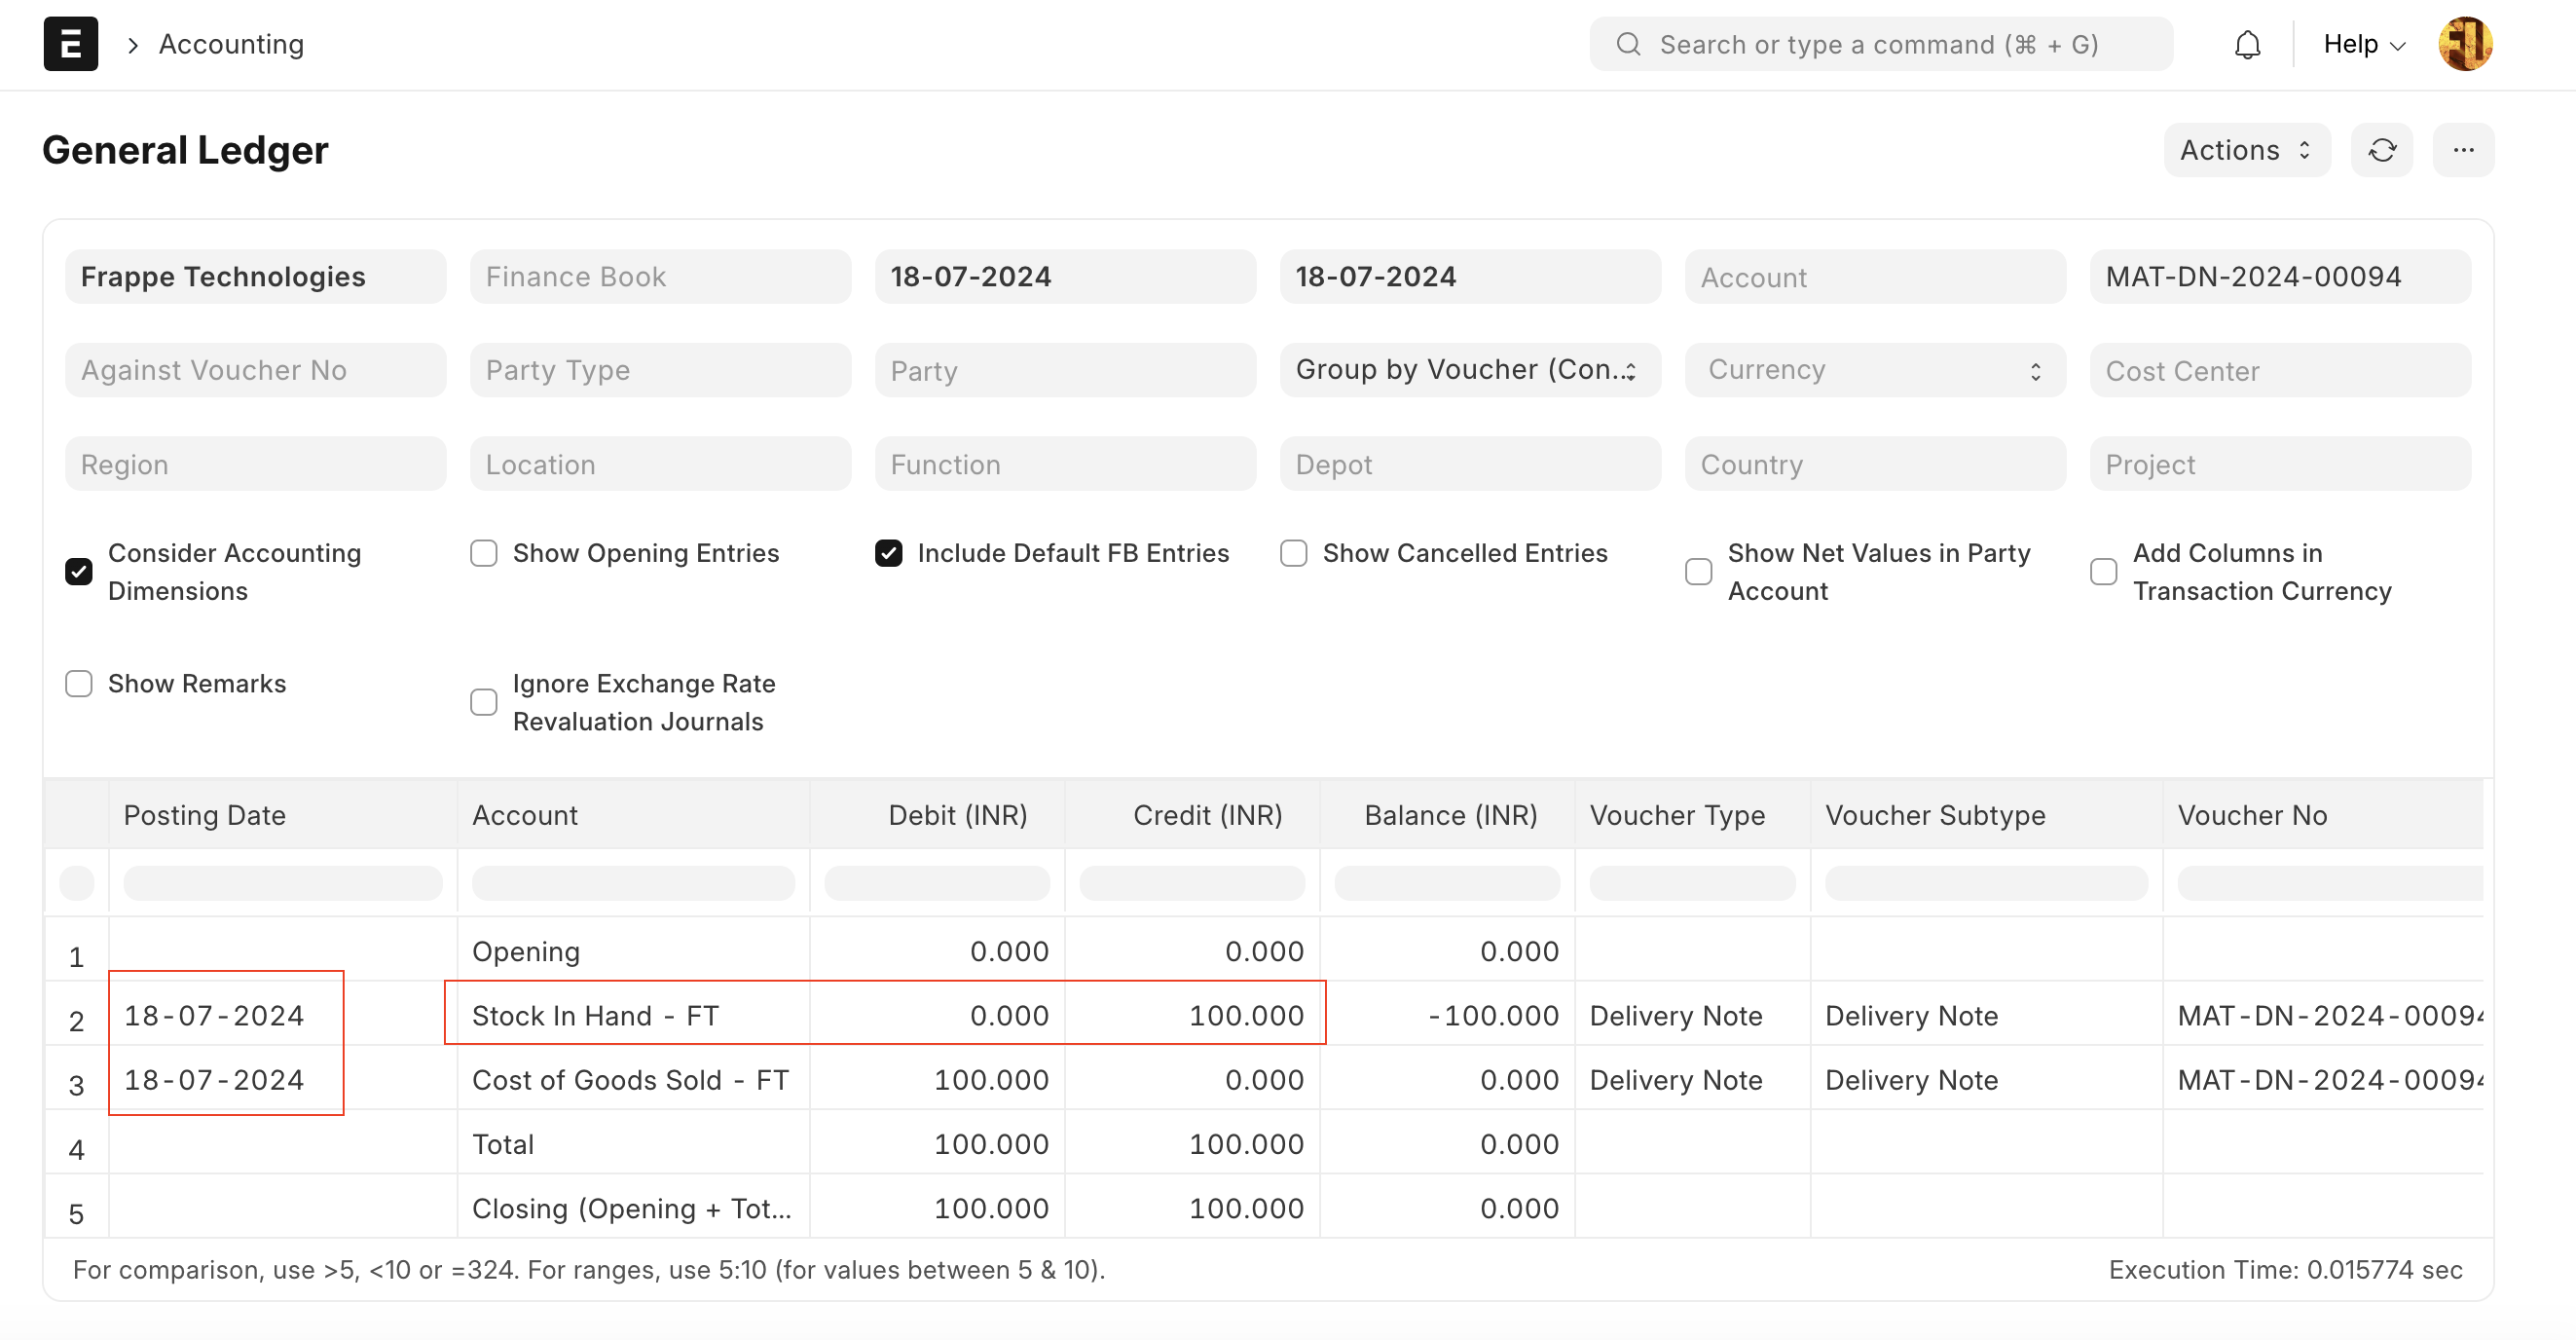 E > Accounting Search or type a command (⌘ + G) Help
General Ledger Actions ...
Frappe Technologies Finance Book 18-07-2024 18-07-2024 Account MAT-DN-2024-00094
Against Voucher No Party Type Party Group by Voucher (Con... Currency Cost Center
Region Location Function Depot Country Project
Consider Accounting Dimensions Show Opening Entries Include Default FB Entries Show Cancelled Entries Show Net Values in Party Account Add Columns in Transaction Currency
Show Remarks Ignore Exchange Rate Revaluation Journals
Posting Date Account Debit (INR) Credit (INR) Balance (INR) Voucher Type Voucher Subtype Voucher No
1 Opening 0.000 0.000 0.000
2 18-07-2024 Stock In Hand - FT 0.000 100.000 -100.000 Delivery Note Delivery Note MAT-DN-2024-00094
3 18-07-2024 Cost of Goods Sold - FT 100.000 0.000 0.000 Delivery Note Delivery Note MAT-DN-2024-00094
4 Total 100.000 100.000 0.000
5 Closing (Opening + Tot... 100.000 100.000 0.000
For comparison, use >5, <10 or =324. For ranges, use 5:10 (for values between 5 & 10). Execution Time: 0.015774 sec